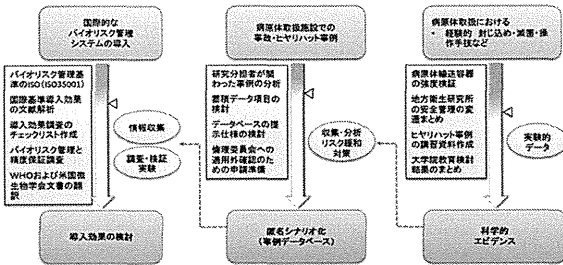 国際的な
バイオリスク管理
システムの導入
バイオリスク管理基
準のISO(ISO35001)
国際基準導入効果
の文献解析
導入効果調査の
チェックリスト作成
バイオリスク管理と
精度保証調査
WHOおよび米国微
生物学会文書の翻
訳
情報収集
調査・検証
実験
導入効果の検討
病原体取扱施設での
事故・ヒヤリハット事例
研究分担者が関
わった事例の分析
蓄積データ項目の
検討
データベースの提
示仕様の検討
倫理委員会への
適用外確認のため
の申請準備
収集・分析
リスク緩和
対策
匿名シナリオ化
(事例データベース)
病原体取扱における
・ 経験的 封じ込め・滅菌・操
作手技など
病原体輸送容器
の強度検証
地方衛生研究所
の安全管理の変
遷まとめ
ヒヤリハット事例
の講習資料作成
大学院教育検討
結果のまとめ
実験的
データ
科学的
エビデンス